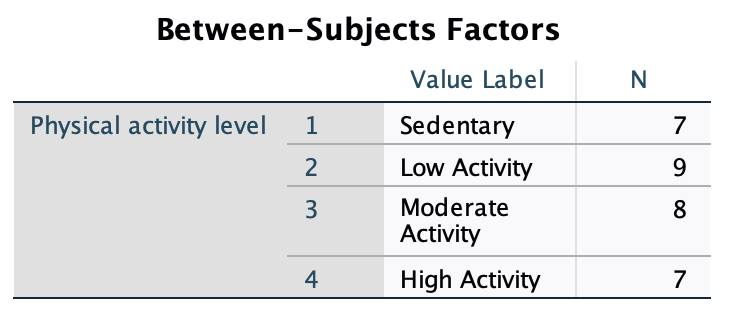 Between-Subjects Factors
Value Label N
Physical activity level 1 Sedentary 7
2 Low Activity 9
3 Moderate 8
Activity
4 High Activity 7